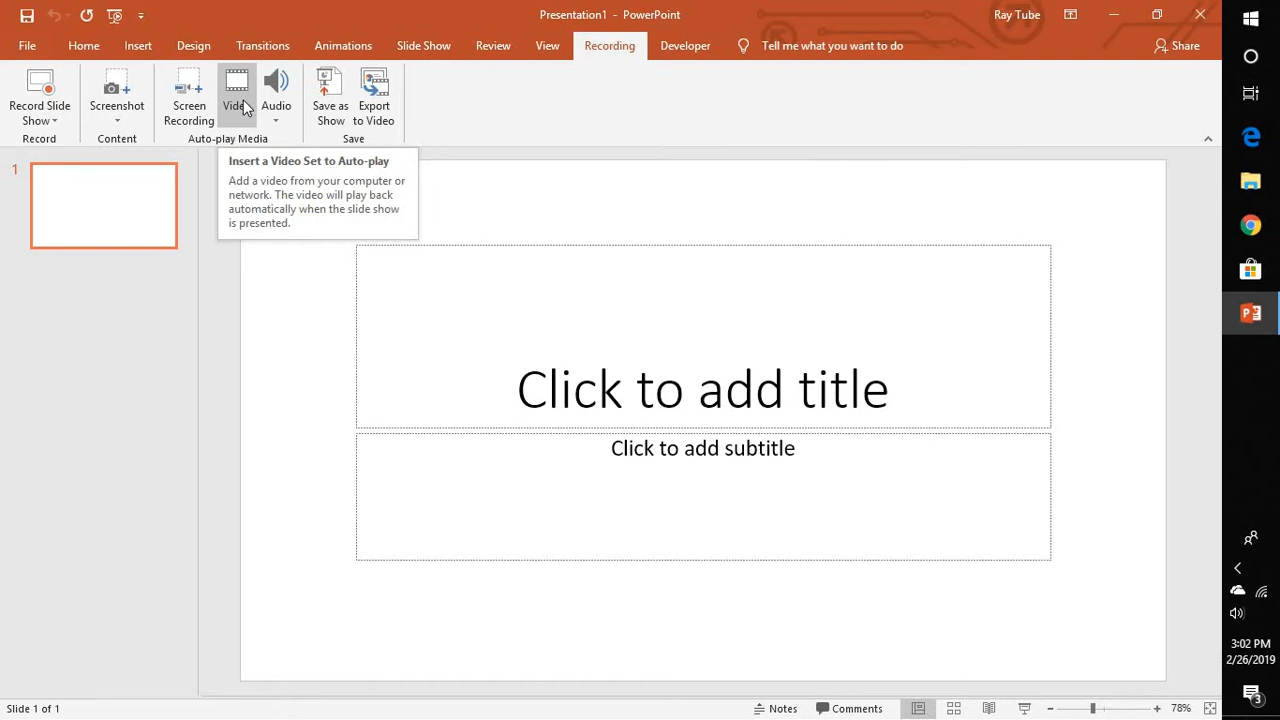 Presentation1 - PowerPoint
Ray Tube
File Home Insert Design Transitions Animations Slide Show Review View Recording Developer Tell me what you want to do Share
Record Slide Show
Screenshot
Screen Recording
Video
Audio
Save as Show
Export to Video
Record Content Auto-play Media Save
Insert a Video Set to Auto-play
Add a video from your computer or
network. The video will play back
automatically when the slide show
is presented.
1
Click to add title
Click to add subtitle
3:02 PM
2/26/2019
3
Slide 1 of 1 Notes Comments 78%